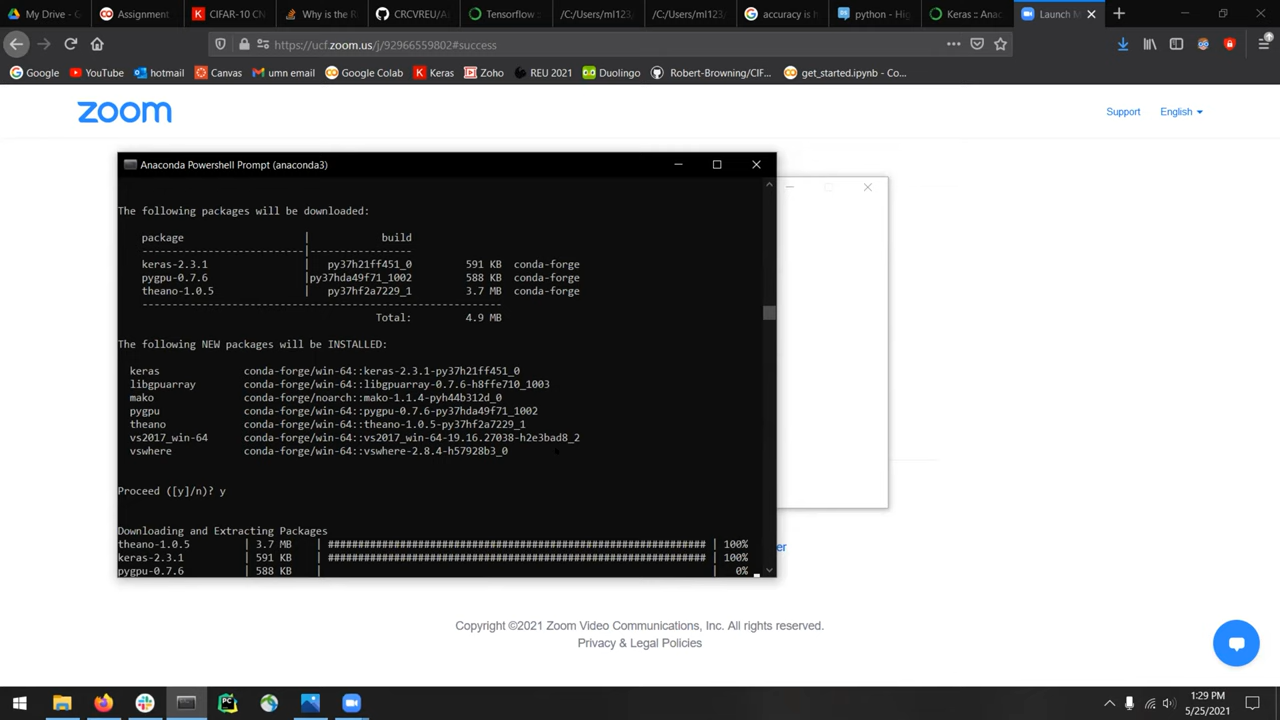 My Drive - G
Assignment
CIFAR-10 CN
Why is the t
CRCVREU/A
Tensorflow
/C:/Users/ml123
/C:/Users/ml123
accuracy is h
python - Hig
Keras :: Anac
Launch M
https://ucf.zoom.us/j/92966559802#success
Google YouTube hotmail Canvas umn email Google Colab Keras Zoho REU 2021 Duolingo Robert-Browning/CIF... get_started.ipynb - Co...
zoom
Support English
Anaconda Powershell Prompt (anaconda3)
The following packages will be downloaded:
package | build
---------------------------|-----------------
keras-2.3.1 | py37h21ff451_0 591 KB conda-forge
pygpu-0.7.6 |py37hda49f71_1002 588 KB conda-forge
theano-1.0.5 | py37hf2a7229_1 3.7 MB conda-forge
------------------------------------------------------------
Total: 4.9 MB
The following NEW packages will be INSTALLED:
keras conda-forge/win-64::keras-2.3.1-py37h21ff451_0
libgpuarray conda-forge/win-64::libgpuarray-0.7.6-h8ffe710_1003
mako conda-forge/noarch::mako-1.1.4-pyh44b312d_0
pygpu conda-forge/win-64::pygpu-0.7.6-py37hda49f71_1002
theano conda-forge/win-64::theano-1.0.5-py37hf2a7229_1
vs2017_win-64 conda-forge/win-64::vs2017_win-64-19.16.27038-h2e3bad8_2
vswhere conda-forge/win-64::vswhere-2.8.4-h57928b3_0
Proceed ([y]/n)? y
Downloading and Extracting Packages
theano-1.0.5 | 3.7 MB | ############################################################### | 100%
keras-2.3.1 | 591 KB | ############################################################### | 100%
pygpu-0.7.6 | 588 KB | | 0%
er
Copyright ©2021 Zoom Video Communications, Inc. All rights reserved.
Privacy & Legal Policies
1:29 PM
5/25/2021